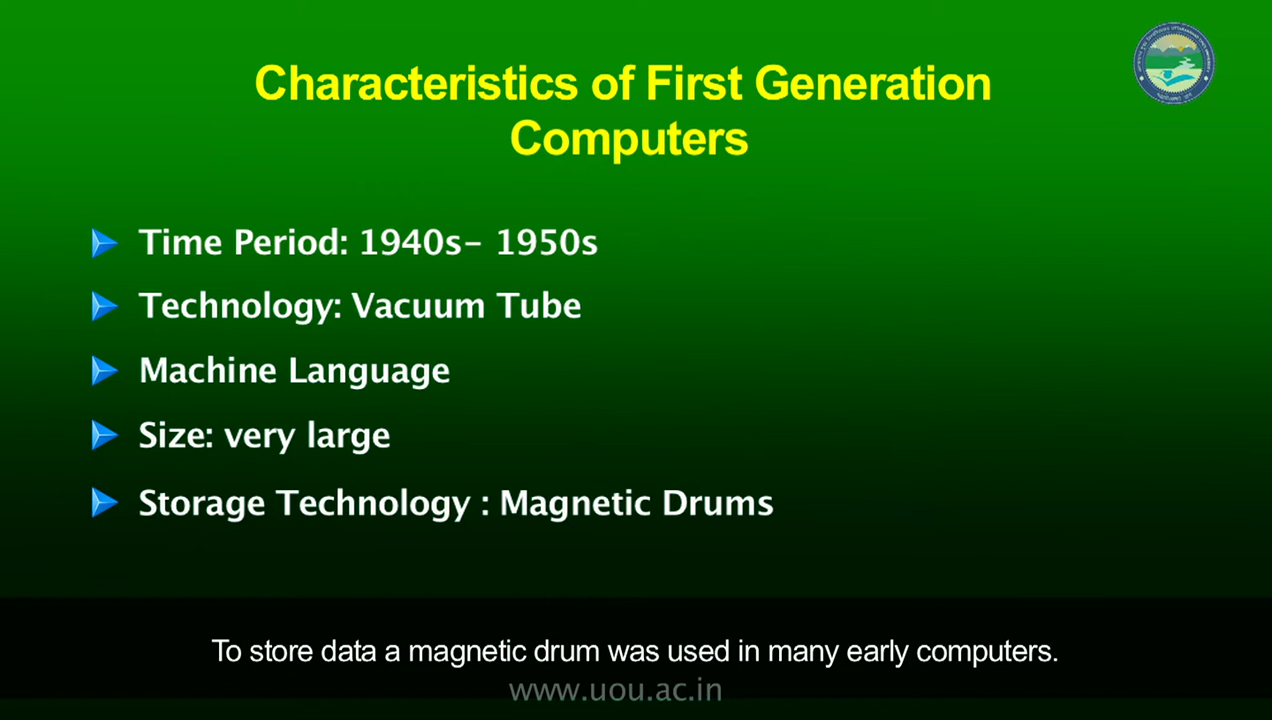 Characteristics of First Generation
Computers
Time Period: 1940s- 1950s
Technology: Vacuum Tube
Machine Language
Size: very large
Storage Technology : Magnetic Drums
To store data a magnetic drum was used in many early computers.
www.uou.ac.in